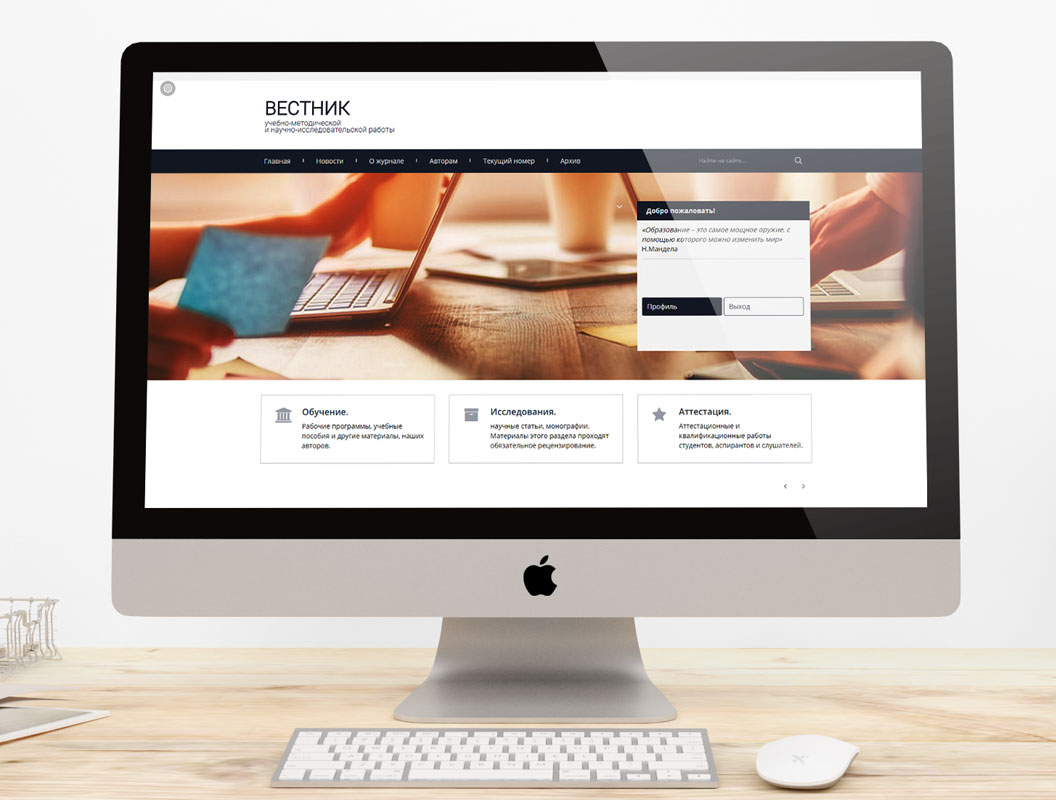 ВЕСТНИК
учебно-методической
и научно-исследовательской работы
Главная
Новости
О журнале
Авторам
Текущий номер
Архив
Найти на сайте...
Добро пожаловать!
«Образование – это самое мощное оружие, с
помощью которого можно изменить мир»
Н.Мандела
Профиль
Выход
Обучение.
Рабочие программы, учебные
пособия и другие материалы, наших
авторов.
Исследования.
научные статьи, монографии.
Материалы этого раздела проходят
обязательное рецензирование.
Аттестация.
Аттестационные и
квалификационные работы
студентов, аспирантов и слушателей.